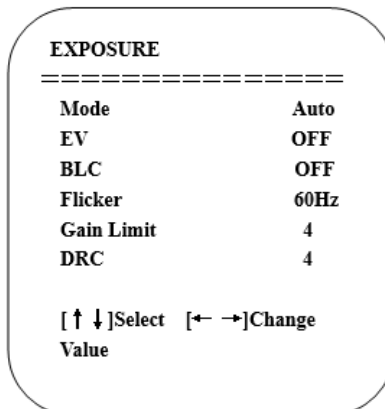 EXPOSURE
================
Mode Auto
EV OFF
BLC OFF
Flicker 60Hz
Gain Limit 4
DRC 4
[↑ ↓]Select [← →]Change
Value